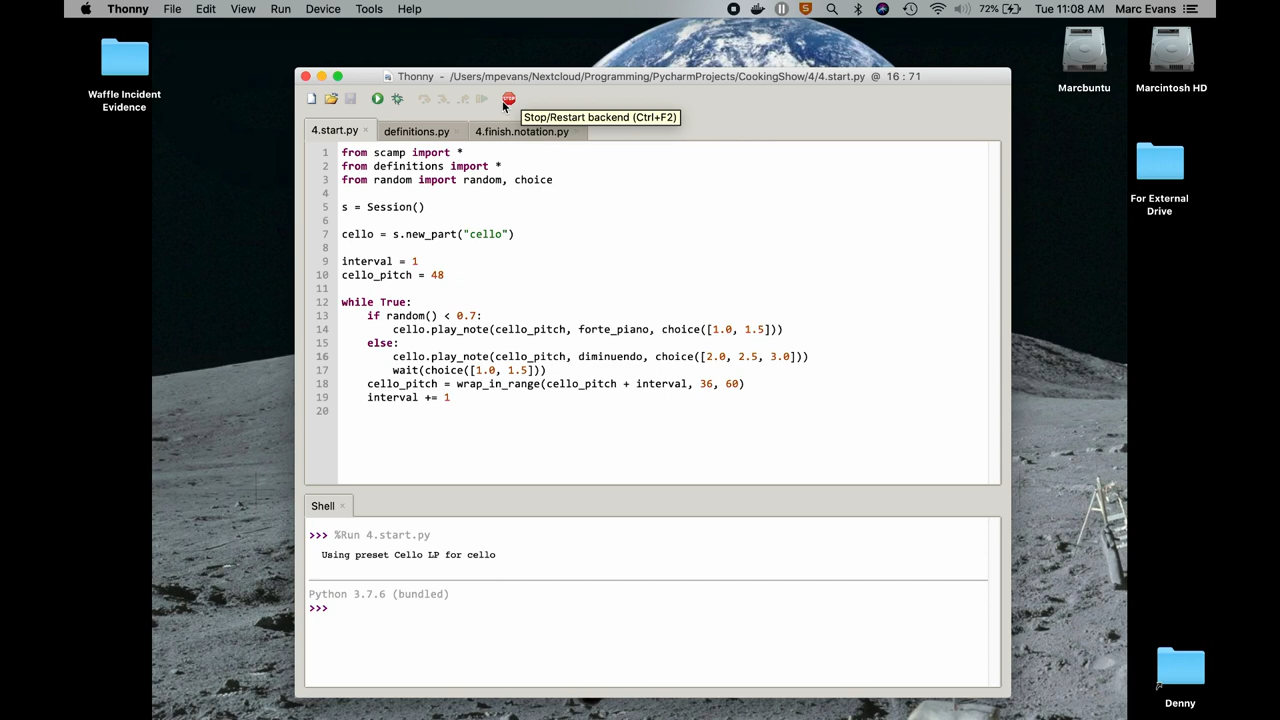 Thonny File Edit View Run Device Tools Help 72% Tue 11:08 AM Marc Evans
Waffle Incident
Evidence
Marcbuntu
Marcintosh HD
For External
Drive
Denny
Thonny - /Users/mpevans/Nextcloud/Programming/PycharmProjects/CookingShow/4/4.start.py @ 16 : 71
STOP
Stop/Restart backend (Ctrl+F2)
4.start.py × definitions.py × 4.finish.notation.py ×
1 from scamp import *
2 from definitions import *
3 from random import random, choice
4
5 s = Session()
6
7 cello = s.new_part("cello")
8
9 interval = 1
10 cello_pitch = 48
11
12 while True:
13 if random() < 0.7:
14 cello.play_note(cello_pitch, forte_piano, choice([1.0, 1.5]))
15 else:
16 cello.play_note(cello_pitch, diminuendo, choice([2.0, 2.5, 3.0]))
17 wait(choice([1.0, 1.5]))
18 cello_pitch = wrap_in_range(cello_pitch + interval, 36, 60)
19 interval += 1
20
Shell ×
>>> %Run 4.start.py
Using preset Cello LP for cello
Python 3.7.6 (bundled)
>>>